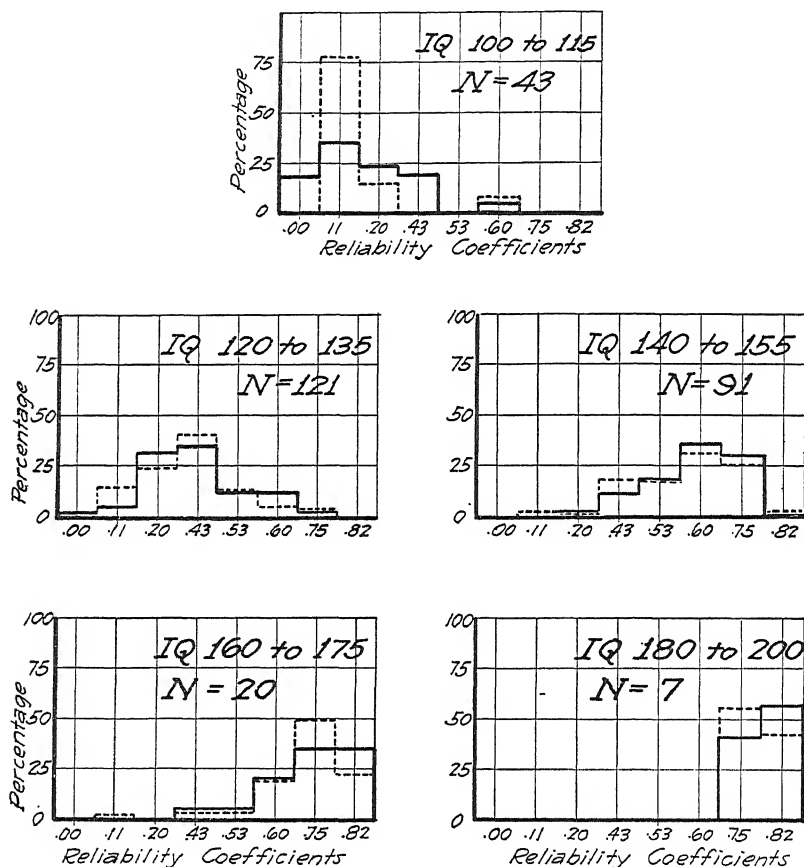 IQ 100 to 115
N=43
Percentage
75
50
25
0
.00 11 .20 .43 53 .60 .75 .82
Reliability Coefficients
IQ 120 to 135
N=121
Percentage
100
75
50
25
0
.00 .11 .20 .43 .53 .60 .75 .82
IQ 140 to 155
N=91
100
75
50
25
0
.00 .11 .20 .43 .53 .60 .75 .82
IQ 160 to 175
N = 20
Percentage
100
75
50
25
0
.00 .11 .20 .43 .53 .60 .75 .82
Reliability Coefficients
IQ 180 to 200
N= 7
100
75
50
25
0
.00 .11 .20 .43 .53 .60 .75 .82
Reliability Coefficients